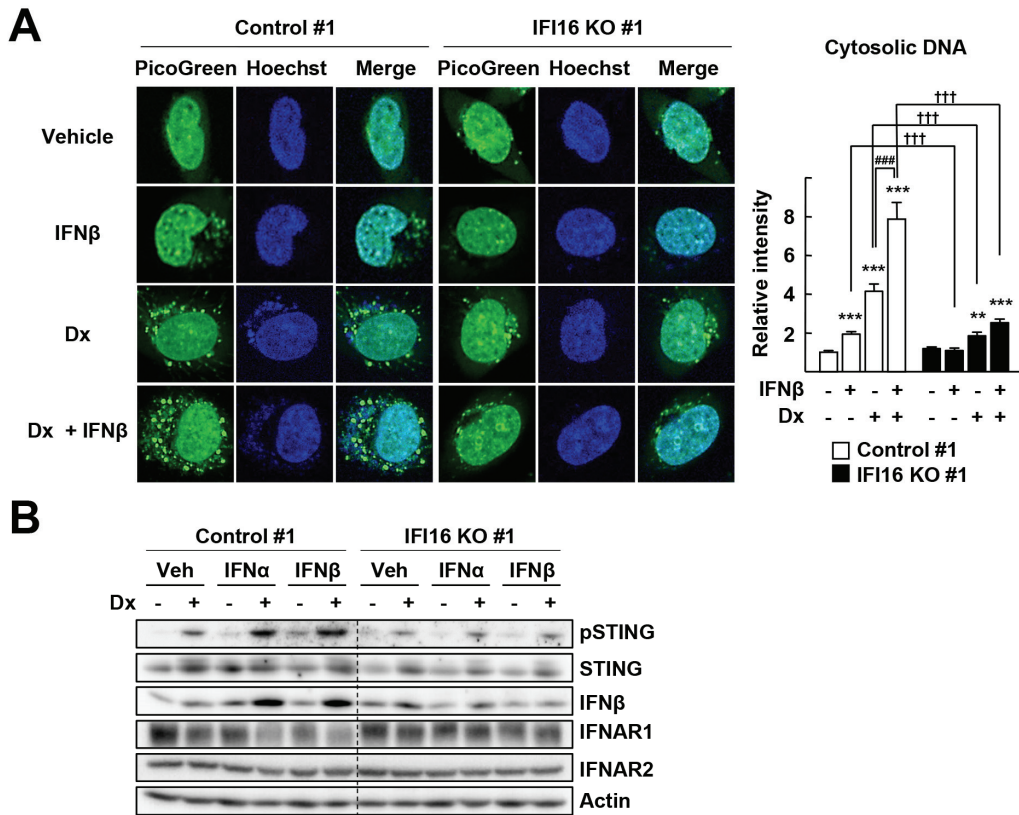 A
Control #1 IFI16 KO #1
PicoGreen Hoechst Merge PicoGreen Hoechst Merge
Vehicle
IFNβ
Dx
Dx + IFNβ
Cytosolic DNA
†††
†††
†††
###
***
***
***
***
**
Relative intensity
8
6
4
2
IFNβ - + - + - + - +
Dx - - + + - - + +
Control #1
IFI16 KO #1
B
Control #1 IFI16 KO #1
Veh IFNα IFNβ Veh IFNα IFNβ
Dx - + - + - + - + - + - +
pSTING
STING
IFNβ
IFNAR1
IFNAR2
Actin